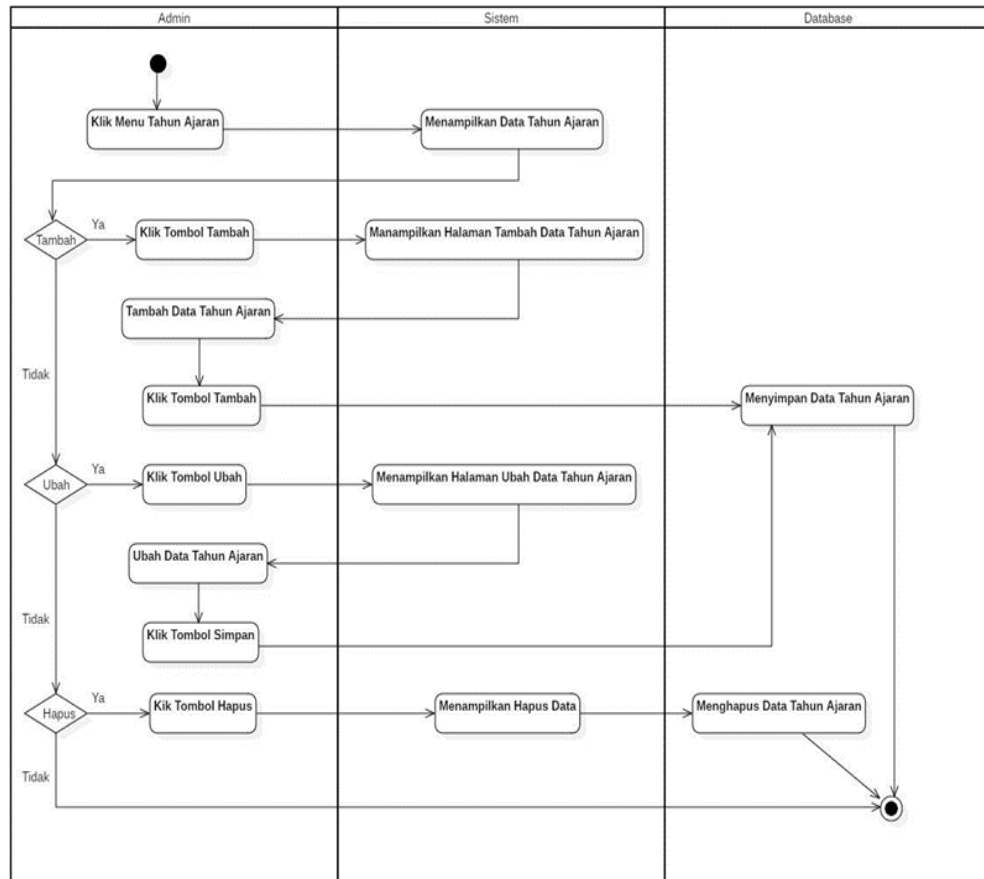 Admin
Sistem
Database
Klik Menu Tahun Ajaran
Menampilkan Data Tahun Ajaran
Tambah
Ya
Klik Tombol Tambah
Manampilkan Halaman Tambah Data Tahun Ajaran
Tambah Data Tahun Ajaran
Tidak
Klik Tombol Tambah
Menyimpan Data Tahun Ajaran
Ubah
Ya
Klik Tombol Ubah
Menampilkan Halaman Ubah Data Tahun Ajaran
Ubah Data Tahun Ajaran
Tidak
Klik Tombol Simpan
Hapus
Ya
Kik Tombol Hapus
Menampilkan Hapus Data
Menghapus Data Tahun Ajaran
Tidak